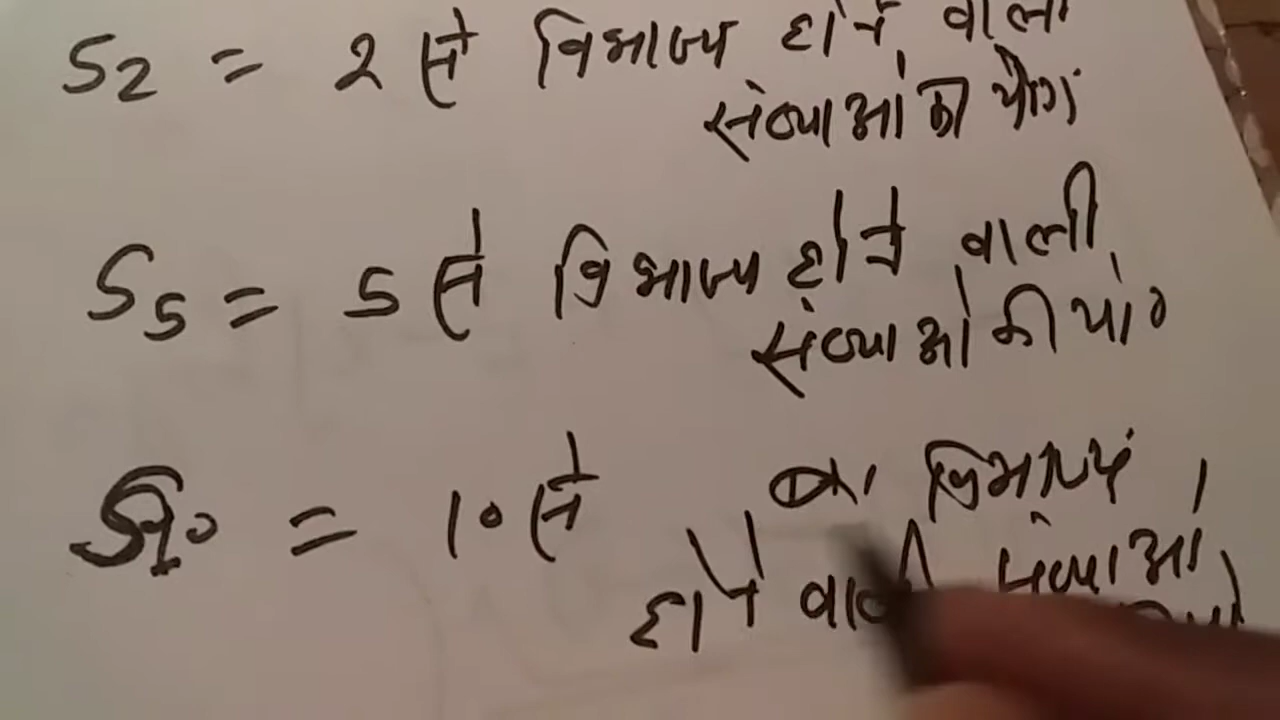 S2 = 2 से विभाज्य होने वाली
संख्याओं का योग
S5 = 5 से विभाज्य होने वाली
संख्याओं की योग
S10 = 10 से विभाज्य
होने वाली संख्याओं